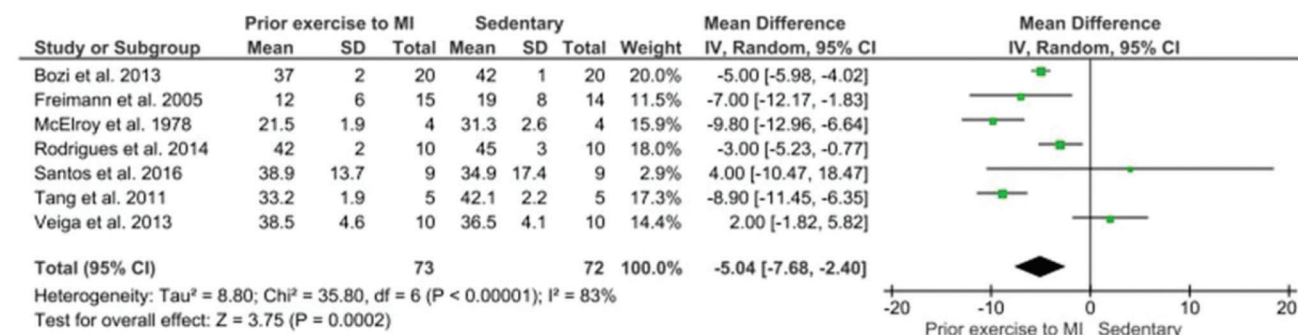 Prior exercise to MI Sedentary Mean Difference Mean Difference
Study or Subgroup Mean SD Total Mean SD Total Weight IV, Random, 95% CI IV, Random, 95% CI
Bozi et al. 2013 37 2 20 42 1 20 20.0% -5.00 [-5.98, -4.02]
Freimann et al. 2005 12 6 15 19 8 14 11.5% -7.00 [-12.17, -1.83]
McElroy et al. 1978 21.5 1.9 4 31.3 2.6 4 15.9% -9.80 [-12.96, -6.64]
Rodrigues et al. 2014 42 2 10 45 3 10 18.0% -3.00 [-5.23, -0.77]
Santos et al. 2016 38.9 13.7 9 34.9 17.4 9 2.9% 4.00 [-10.47, 18.47]
Tang et al. 2011 33.2 1.9 5 42.1 2.2 5 17.3% -8.90 [-11.45, -6.35]
Veiga et al. 2013 38.5 4.6 10 36.5 4.1 10 14.4% 2.00 [-1.82, 5.82]
Total (95% CI) 73 72 100.0% -5.04 [-7.68, -2.40]
Heterogeneity: Tau² = 8.80; Chi² = 35.80, df = 6 (P < 0.00001); I² = 83%
Test for overall effect: Z = 3.75 (P = 0.0002)
-20 -10 0 10 20
Prior exercise to MI Sedentary